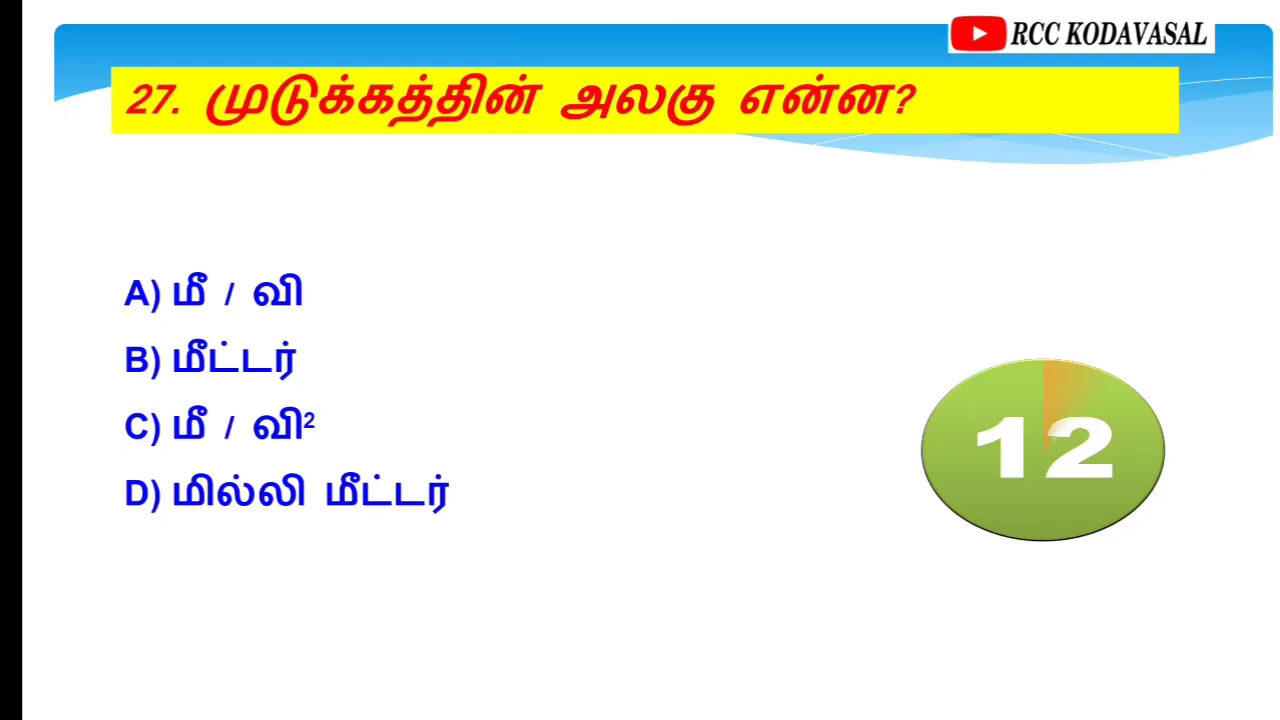 RCC KODAVASAL
27. முடுக்கத்தின் அலகு என்ன?
A) மீ / வி
B) மீட்டர்
C) மீ / வி²
D) மில்லி மீட்டர்
12